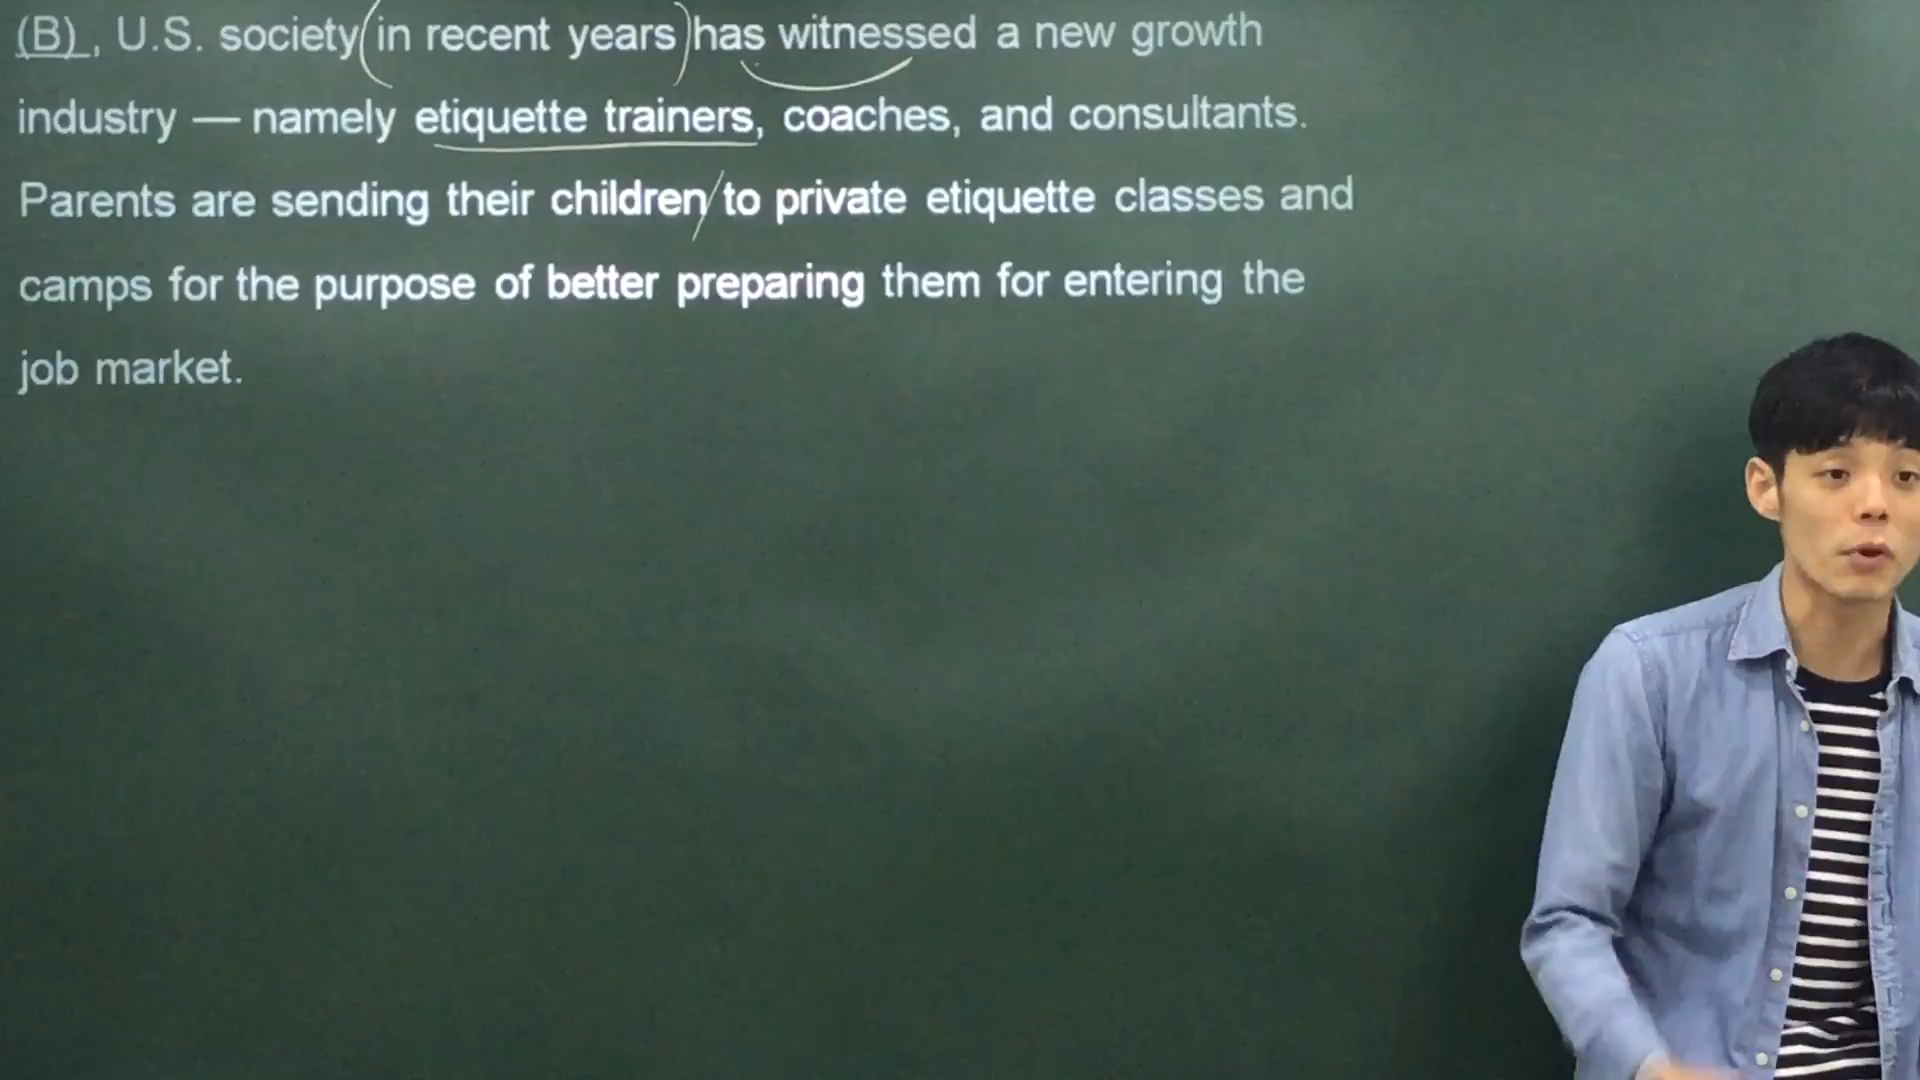 (B) , U.S. society in recent years has witnessed a new growth
industry — namely etiquette trainers, coaches, and consultants.
Parents are sending their children to private etiquette classes and
camps for the purpose of better preparing them for entering the
job market.